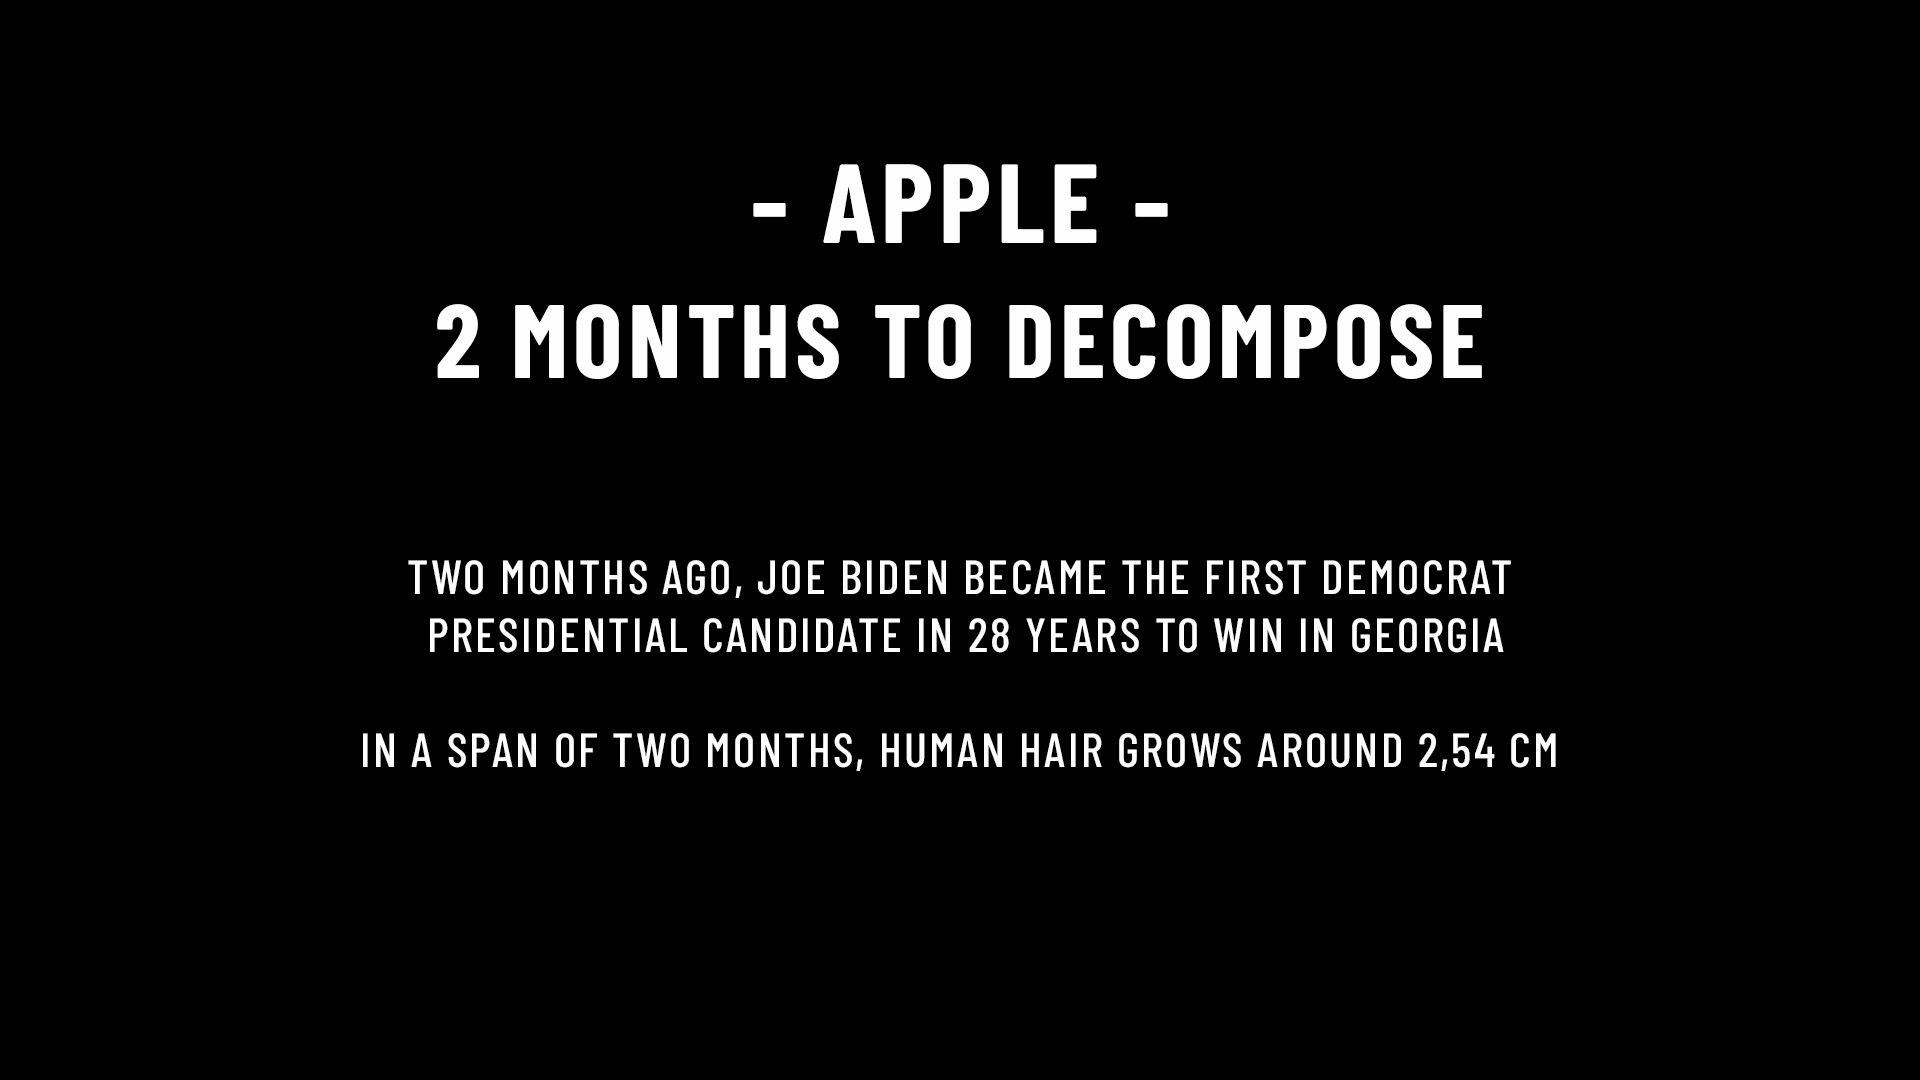 - APPLE -
2 MONTHS TO DECOMPOSE
TWO MONTHS AGO, JOE BIDEN BECAME THE FIRST DEMOCRAT
PRESIDENTIAL CANDIDATE IN 28 YEARS TO WIN IN GEORGIA
IN A SPAN OF TWO MONTHS, HUMAN HAIR GROWS AROUND 2,54 CM